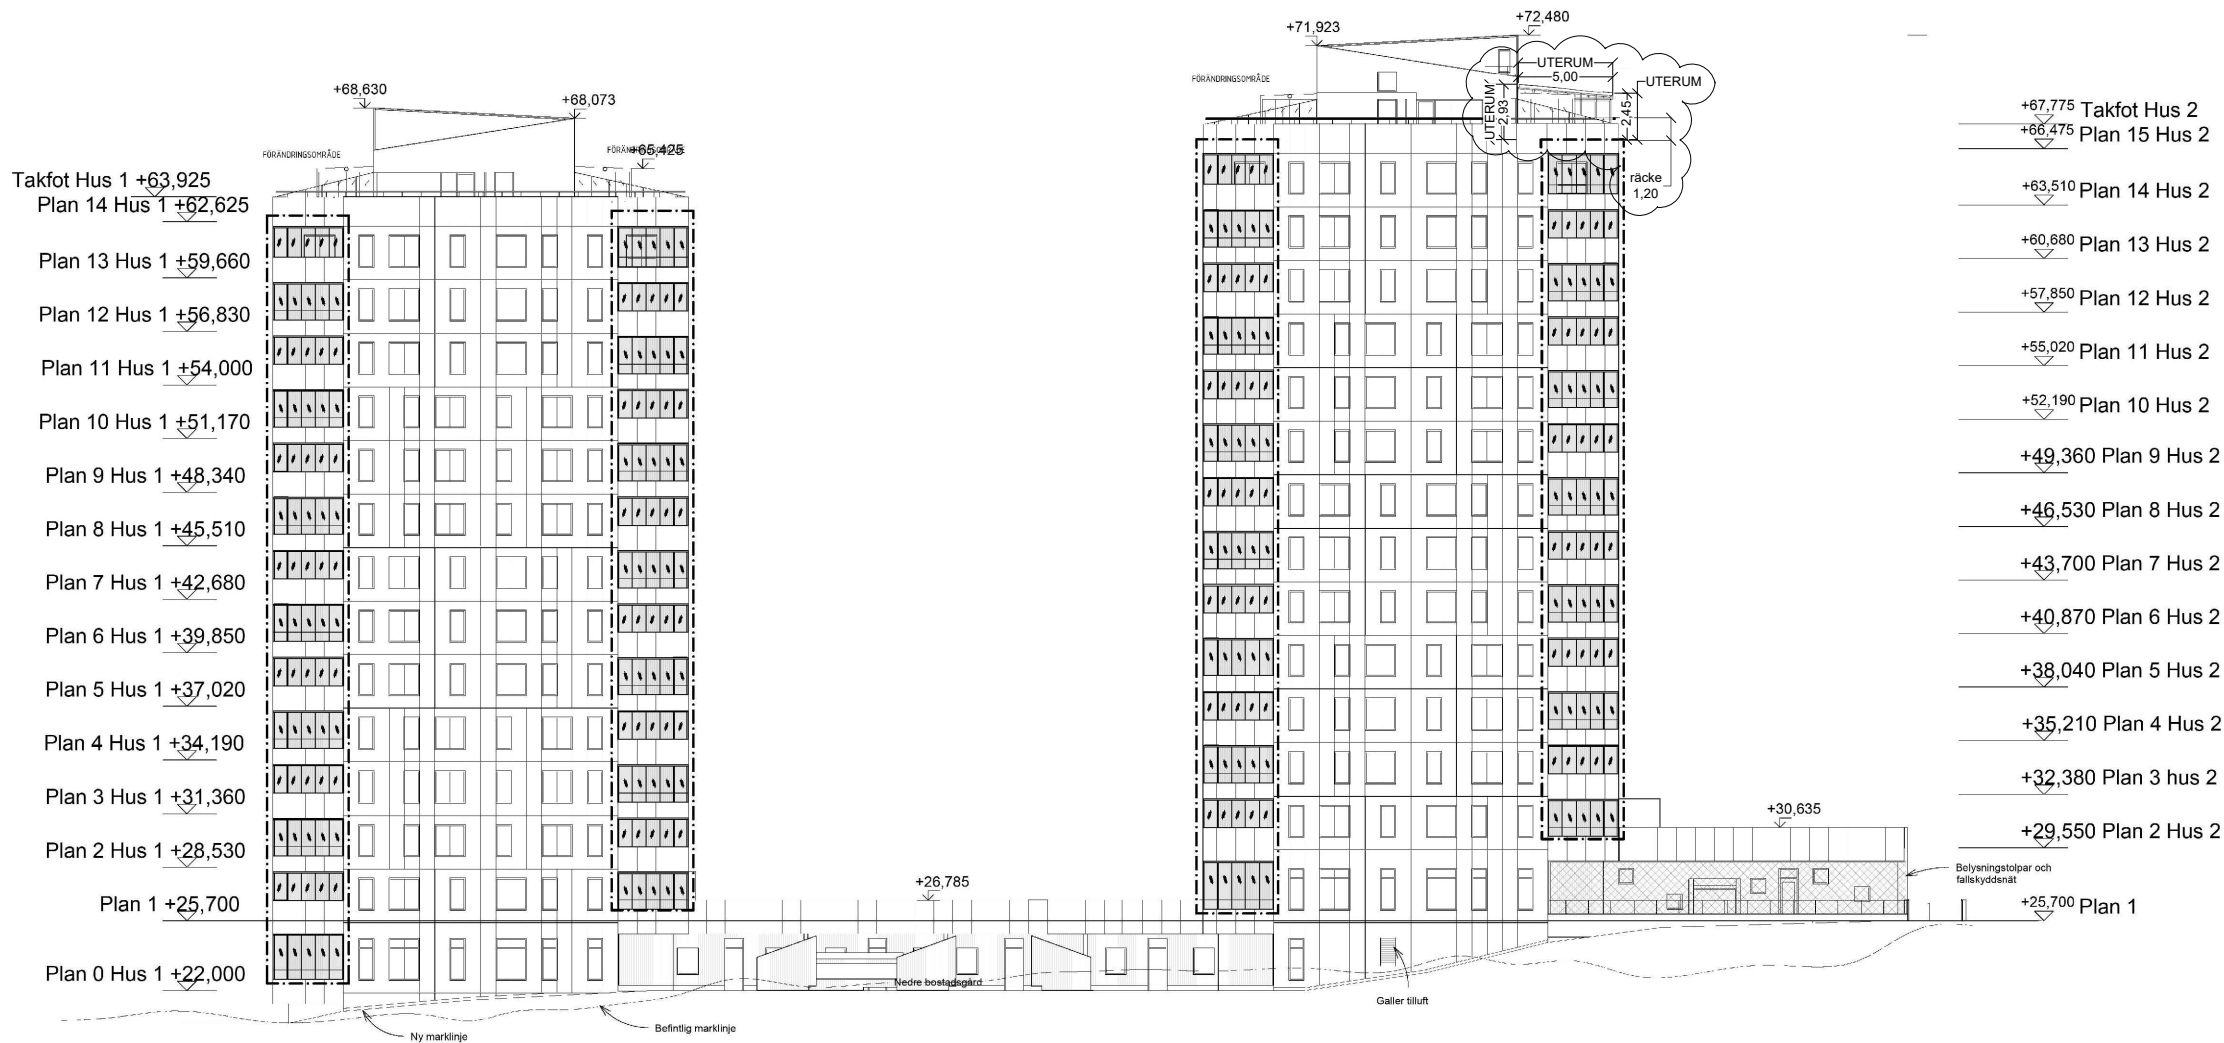 +72,480
+71,923
UTERUM
5,00
UTERUM
FÖRÄNDRINGSOMRÅDE
UTERUM
2,93
2,45
räcke
1,20
+68,630
+68,073
FÖRÄNDRINGSOMRÅDE
FÖRÄNDRINGSOMRÅDE
+65,425
Takfot Hus 1 +63,925
Plan 14 Hus 1 +62,625
Plan 13 Hus 1 +59,660
Plan 12 Hus 1 +56,830
Plan 11 Hus 1 +54,000
Plan 10 Hus 1 +51,170
Plan 9 Hus 1 +48,340
Plan 8 Hus 1 +45,510
Plan 7 Hus 1 +42,680
Plan 6 Hus 1 +39,850
Plan 5 Hus 1 +37,020
Plan 4 Hus 1 +34,190
Plan 3 Hus 1 +31,360
Plan 2 Hus 1 +28,530
Plan 1 +25,700
Plan 0 Hus 1 +22,000
+67,775 Takfot Hus 2
+66,475 Plan 15 Hus 2
+63,510 Plan 14 Hus 2
+60,680 Plan 13 Hus 2
+57,850 Plan 12 Hus 2
+55,020 Plan 11 Hus 2
+52,190 Plan 10 Hus 2
+49,360 Plan 9 Hus 2
+46,530 Plan 8 Hus 2
+43,700 Plan 7 Hus 2
+40,870 Plan 6 Hus 2
+38,040 Plan 5 Hus 2
+35,210 Plan 4 Hus 2
+32,380 Plan 3 hus 2
+29,550 Plan 2 Hus 2
+25,700 Plan 1
+30,635
Belysningstolpar och
fallskyddsnät
+26,785
Nedre bostadsgård
Galler tilluft
Befintlig marklinje
Ny marklinje